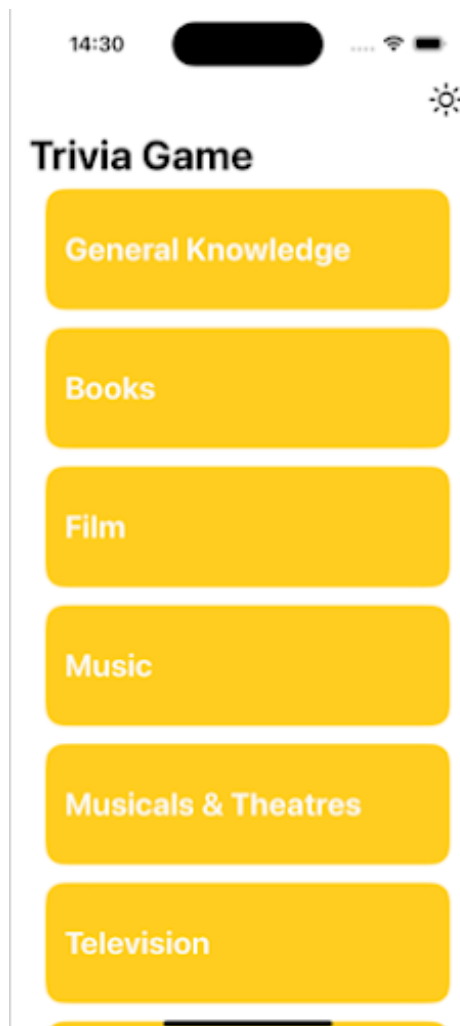 14:30
Trivia Game
General Knowledge
Books
Film
Music
Musicals & Theatres
Television